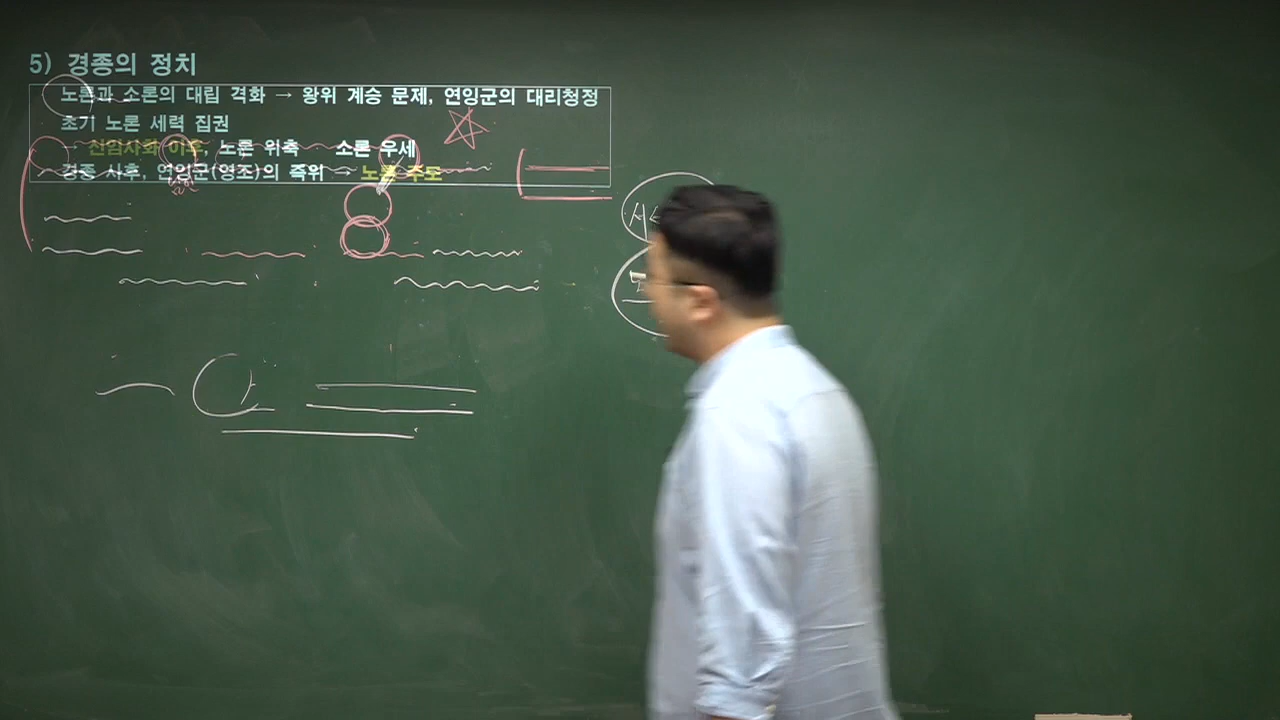 5) 경종의 정치
노론과 소론의 대립 격화 → 왕위 계승 문제, 연잉군의 대리청정
초기 노론 세력 집권
신임사화 이후, 노론 위축 소론 우세
경종 사후, 연잉군(영조)의 즉위 → 노론 주도